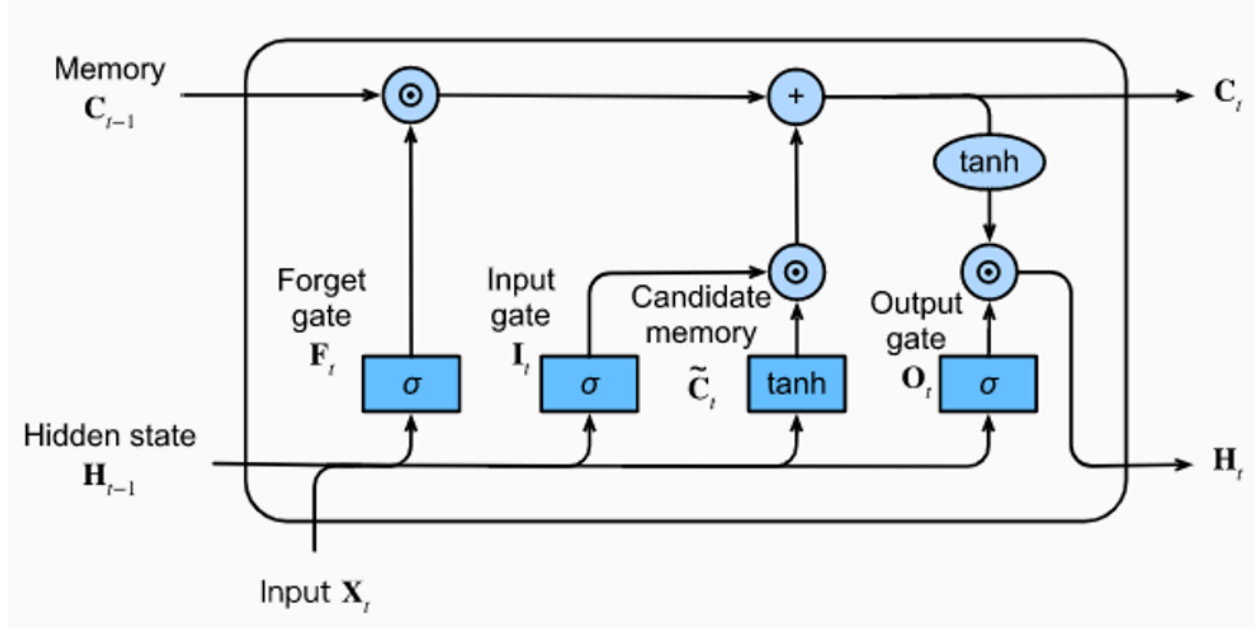 Memory
C_{t-1}
⊙
+
C_t
tanh
Forget
gate
F_t
Input
gate
I_t
⊙
Candidate
memory
C̃_t
⊙
Output
gate
O_t
σ
σ
tanh
σ
Hidden state
H_{t-1}
H_t
Input X_t